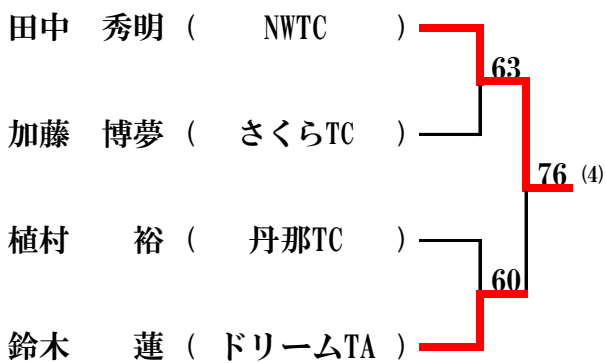 田中　秀明 ( NWTC )
63
加藤　博夢 ( さくらTC )
76 (4)
植村　　裕 ( 丹那TC )
60
鈴木　　蓮 ( ドリームTA )